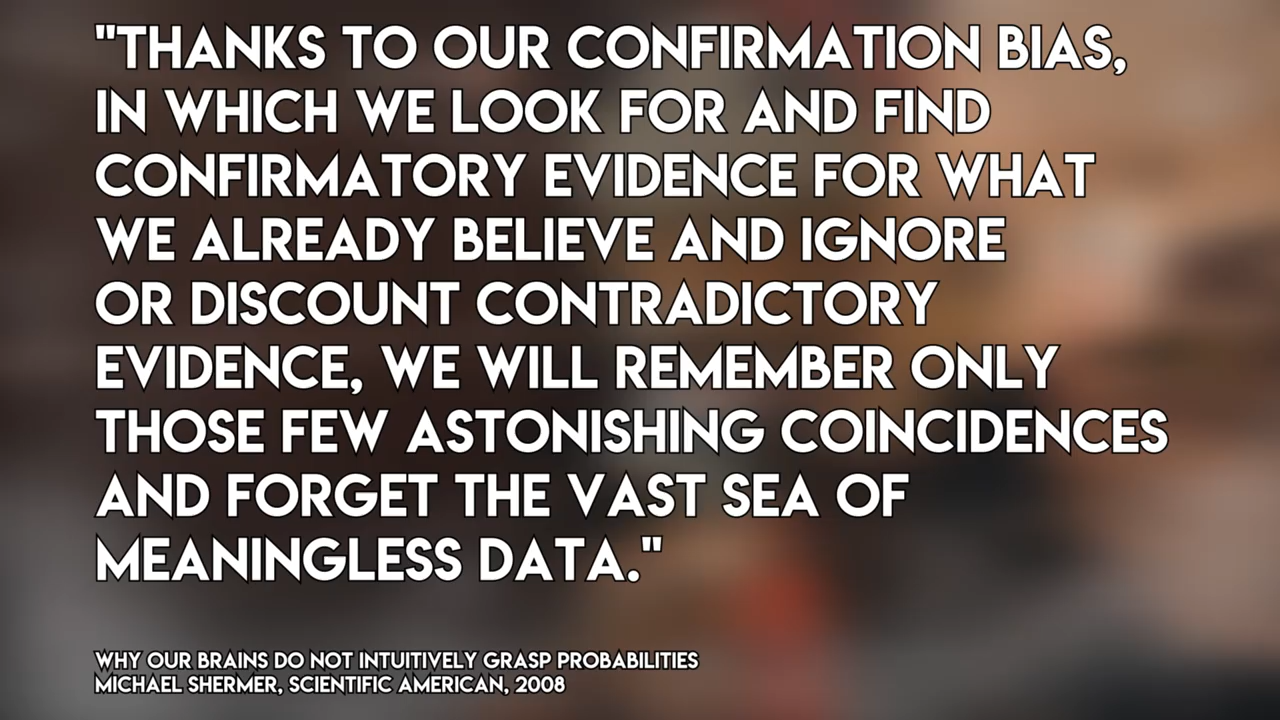 "THANKS TO OUR CONFIRMATION BIAS,
IN WHICH WE LOOK FOR AND FIND
CONFIRMATORY EVIDENCE FOR WHAT
WE ALREADY BELIEVE AND IGNORE
OR DISCOUNT CONTRADICTORY
EVIDENCE, WE WILL REMEMBER ONLY
THOSE FEW ASTONISHING COINCIDENCES
AND FORGET THE VAST SEA OF
MEANINGLESS DATA."
WHY OUR BRAINS DO NOT INTUITIVELY GRASP PROBABILITIES
MICHAEL SHERMER, SCIENTIFIC AMERICAN, 2008